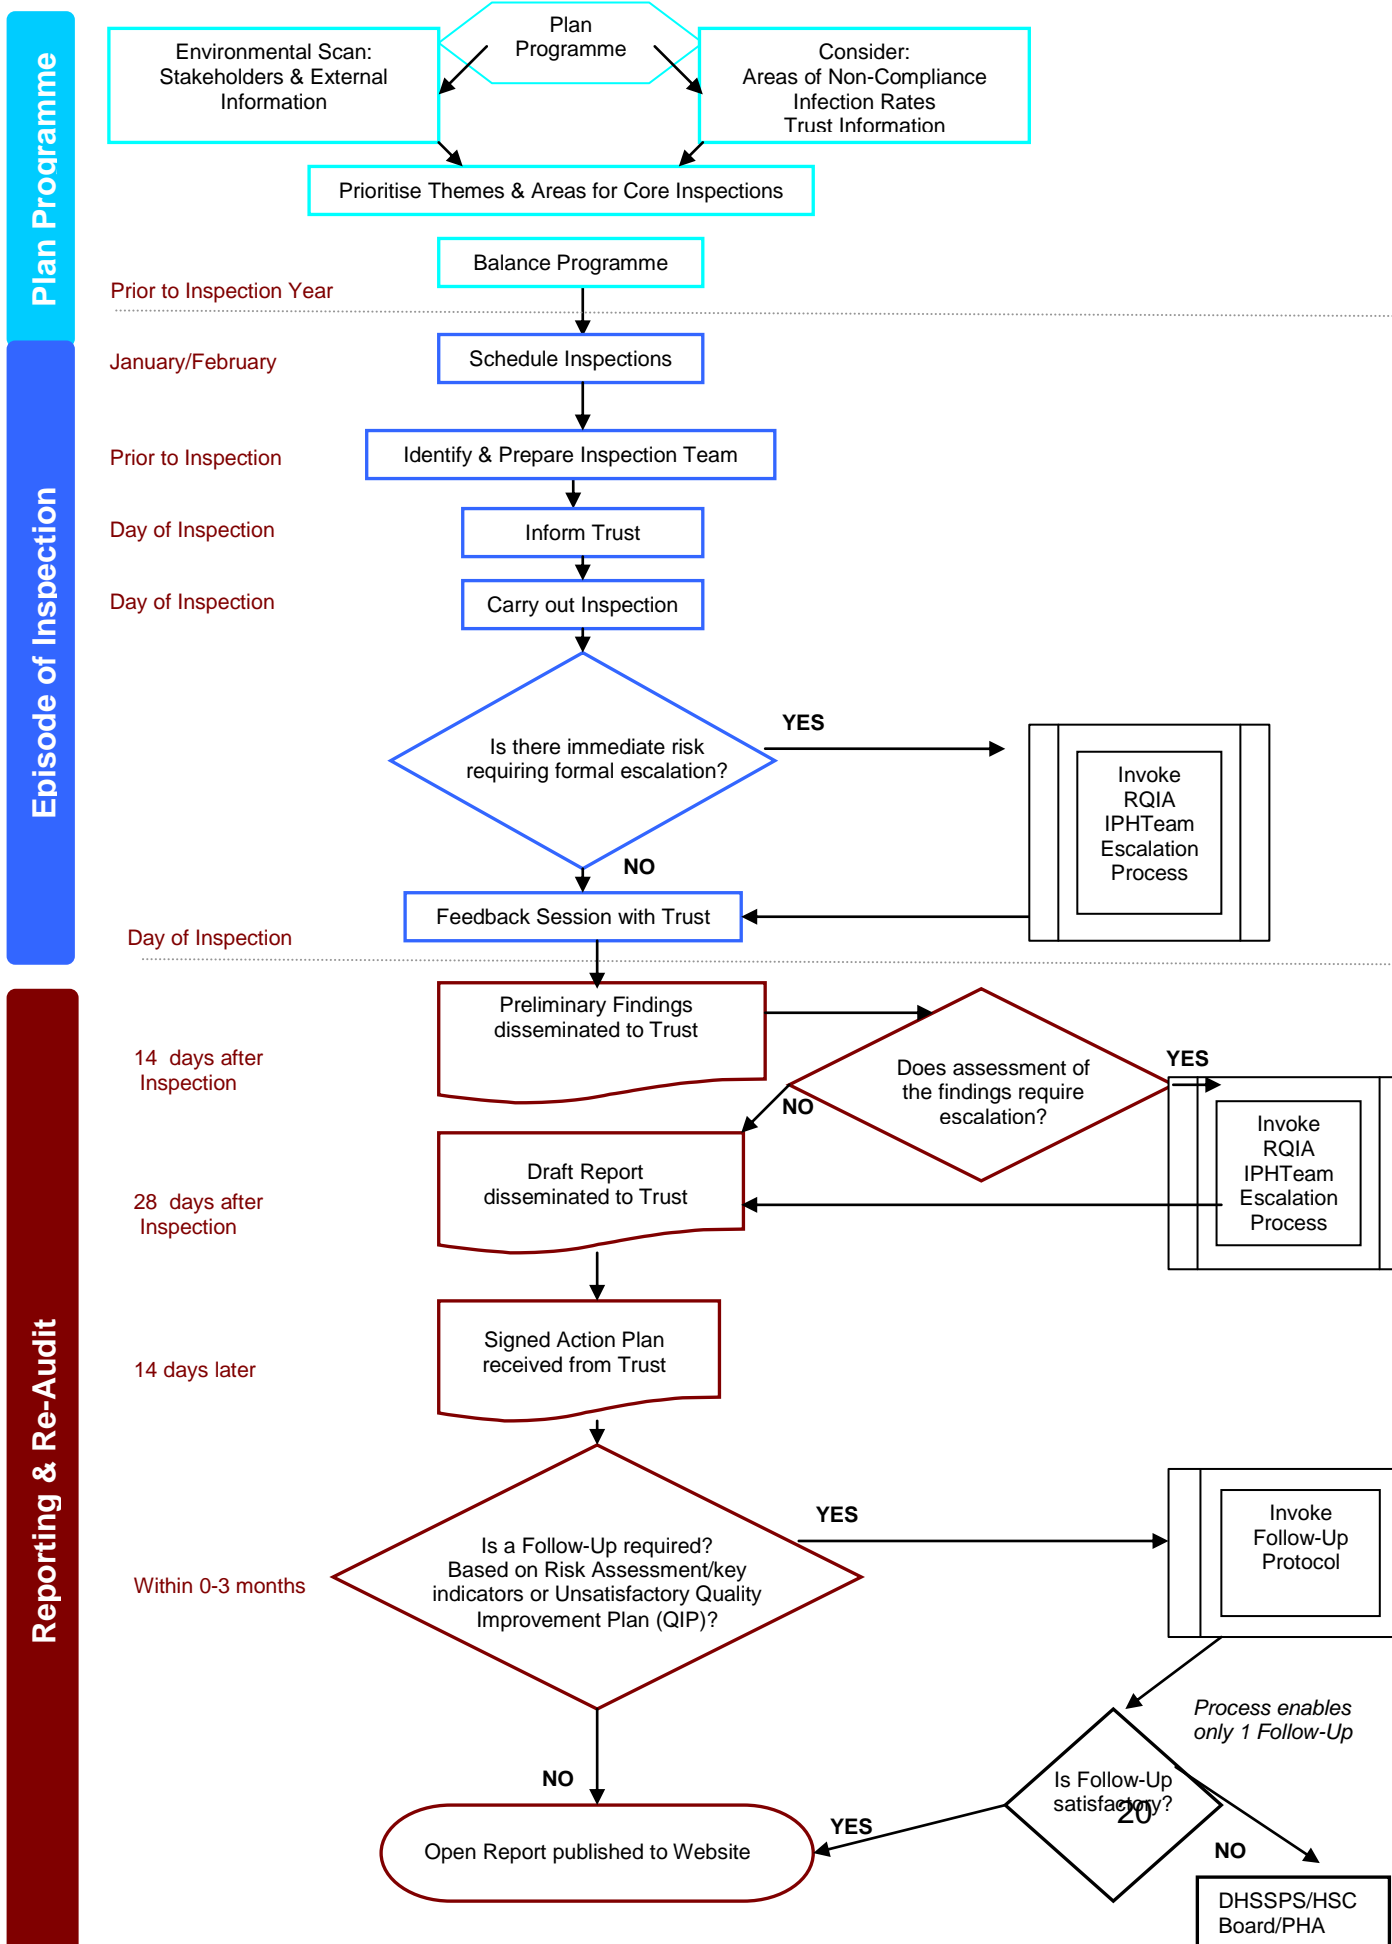 Plan Programme
Plan
Programme
Environmental Scan:
Stakeholders & External
Information
Consider:
Areas of Non-Compliance
Infection Rates
Trust Information
Prioritise Themes & Areas for Core Inspections
Balance Programme
Prior to Inspection Year
Episode of Inspection
January/February
Schedule Inspections
Prior to Inspection
Identify & Prepare Inspection Team
Day of Inspection
Inform Trust
Day of Inspection
Carry out Inspection
Is there immediate risk
requiring formal escalation?
YES
NO
Invoke
RQIA
IPHTeam
Escalation
Process
Feedback Session with Trust
Day of Inspection
Reporting & Re-Audit
Preliminary Findings
disseminated to Trust
14 days after
Inspection
Does assessment of
the findings require
escalation?
YES
NO
Invoke
RQIA
IPHTeam
Escalation
Process
Draft Report
disseminated to Trust
28 days after
Inspection
Signed Action Plan
received from Trust
14 days later
Is a Follow-Up required?
Based on Risk Assessment/key
indicators or Unsatisfactory Quality
Improvement Plan (QIP)?
Within 0-3 months
YES
NO
Invoke
Follow-Up
Protocol
Process enables
only 1 Follow-Up
Is Follow-Up
satisfactory?
20
YES
NO
Open Report published to Website
DHSSPS/HSC
Board/PHA